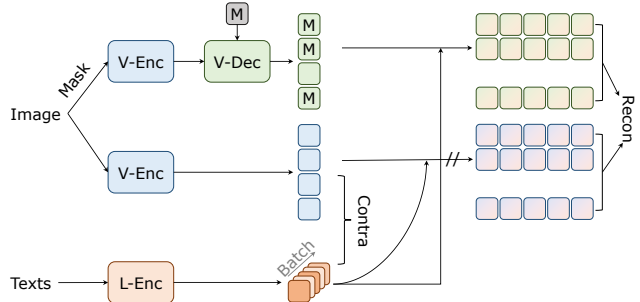 M
M
Mask
V-Enc
V-Dec
M
M
Image
Recon
V-Enc
Contra
//
Batch
Texts
L-Enc